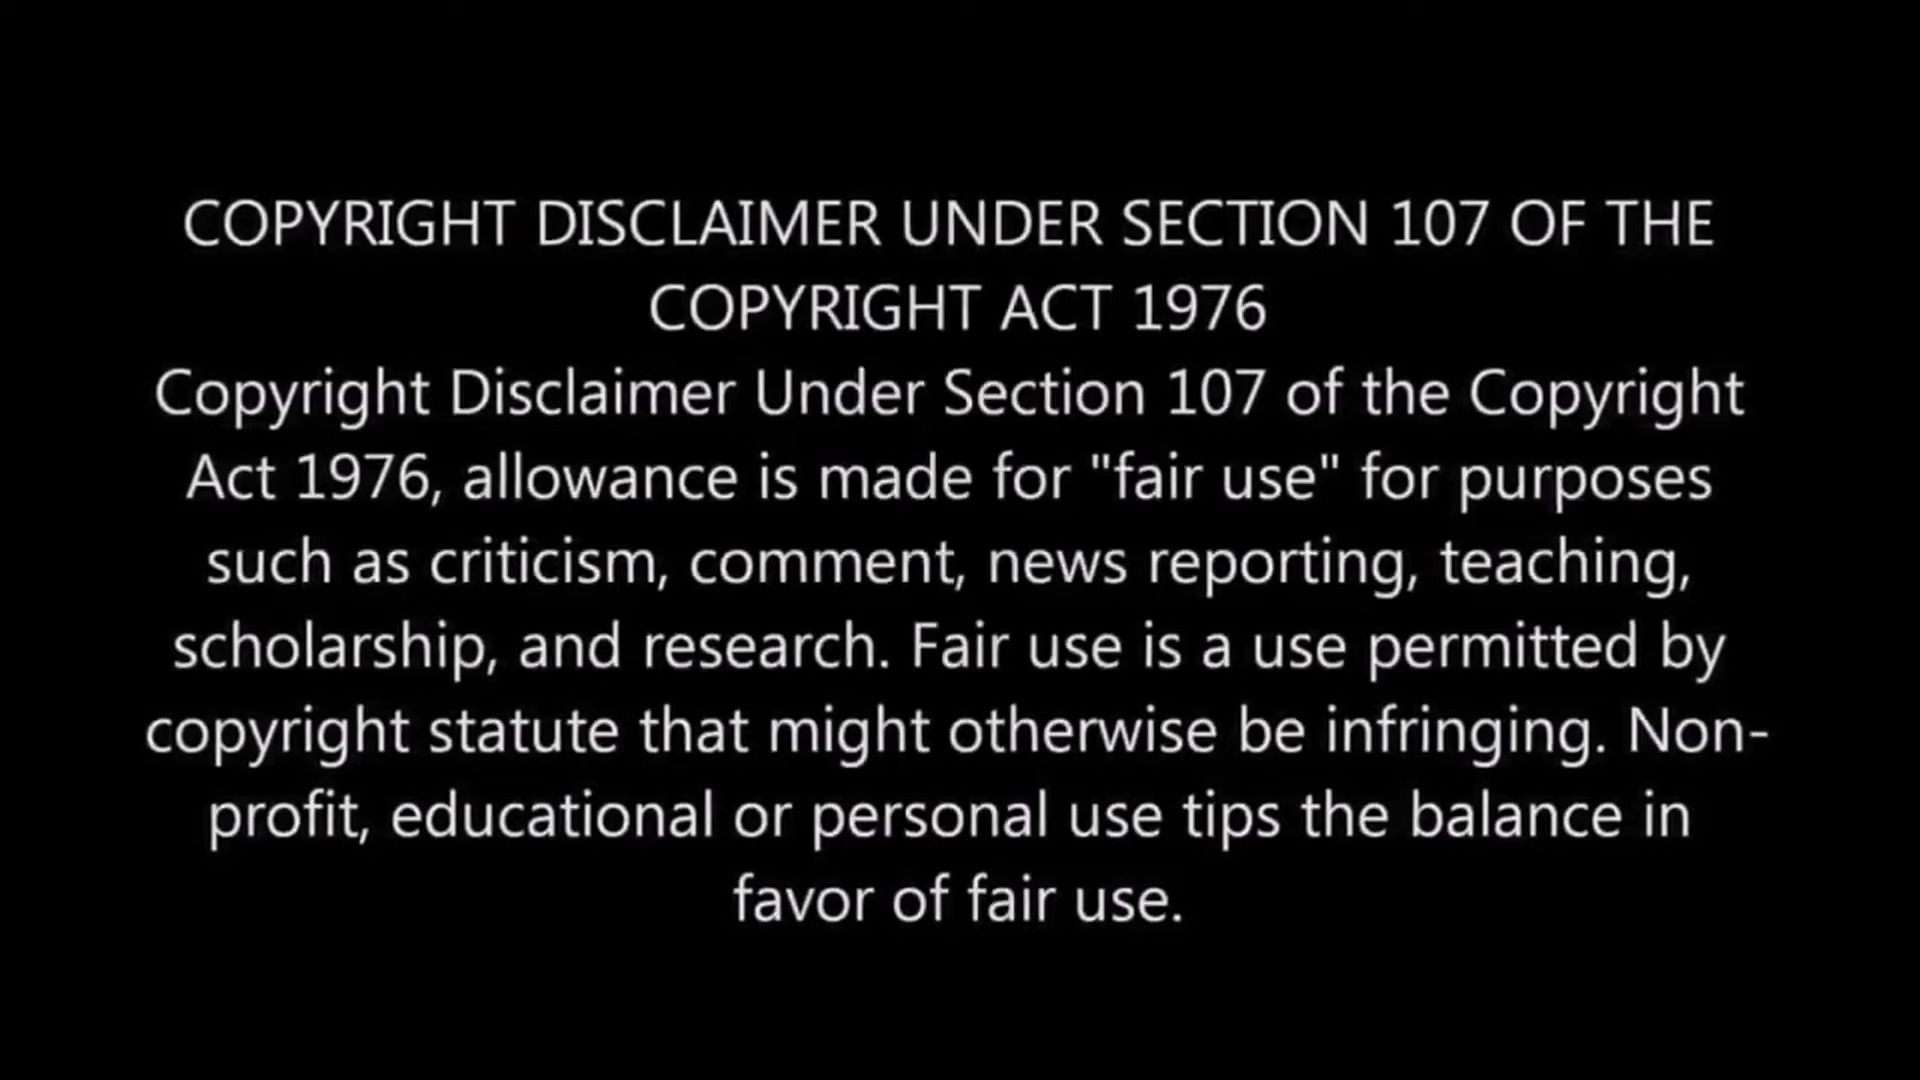 COPYRIGHT DISCLAIMER UNDER SECTION 107 OF THE
COPYRIGHT ACT 1976
Copyright Disclaimer Under Section 107 of the Copyright
Act 1976, allowance is made for "fair use" for purposes
such as criticism, comment, news reporting, teaching,
scholarship, and research. Fair use is a use permitted by
copyright statute that might otherwise be infringing. Non-
profit, educational or personal use tips the balance in
favor of fair use.